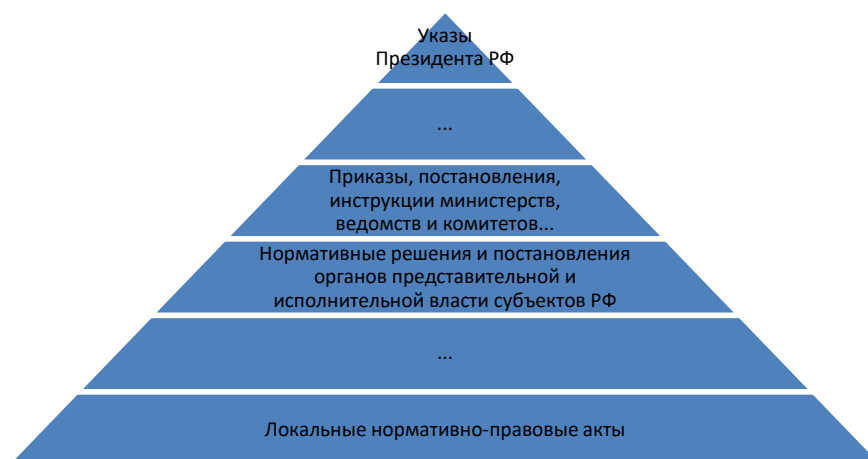 Указы
Президента РФ
...
Приказы, постановления,
инструкции министерств,
ведомств и комитетов...
Нормативные решения и постановления
органов представительной и
исполнительной власти субъектов РФ
...
Локальные нормативно-правовые акты